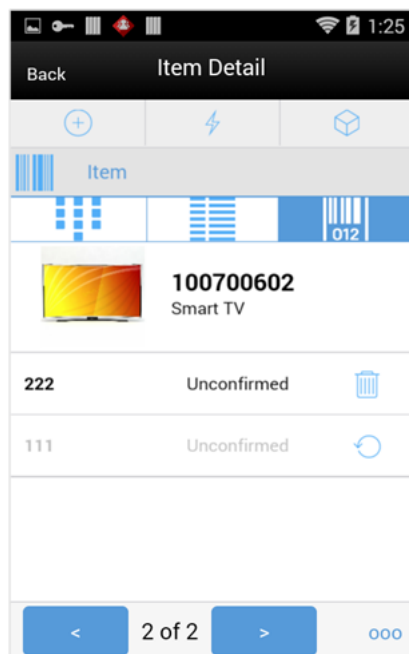 1:25
Back
Item Detail
Item
012
100700602
Smart TV
222 Unconfirmed
111 Unconfirmed
< 2 of 2 > ooo